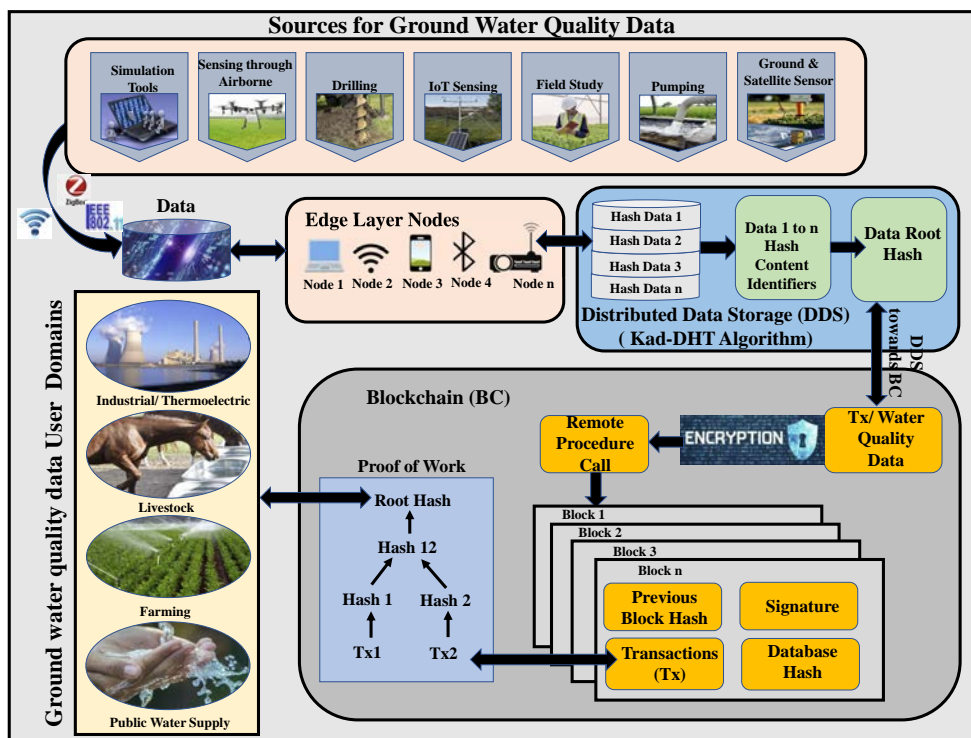 Sources for Ground Water Quality Data
Simulation
Tools
Sensing through
Airborne
Drilling
IoT Sensing
Field Study
Pumping
Ground &
Satellite Sensor
ZigBee
IEEE
802.11
Data
Edge Layer Nodes
Node 1
Node 2
Node 3
Node 4
Node n
Hash Data 1
Hash Data 2
Hash Data 3
Hash Data n
Data 1 to n
Hash
Content
Identifiers
Data Root
Hash
Distributed Data Storage (DDS)
( Kad-DHT Algorithm)
DDS
towards BC
Ground water quality data User Domains
Industrial/ Thermoelectric
Livestock
Farming
Public Water Supply
Blockchain (BC)
Remote
Procedure
Call
ENCRYPTION
Tx/ Water
Quality
Data
Proof of Work
Root Hash
Hash 12
Hash 1
Hash 2
Tx1
Tx2
Block 1
Block 2
Block 3
Block n
Previous
Block Hash
Signature
Transactions
(Tx)
Database
Hash